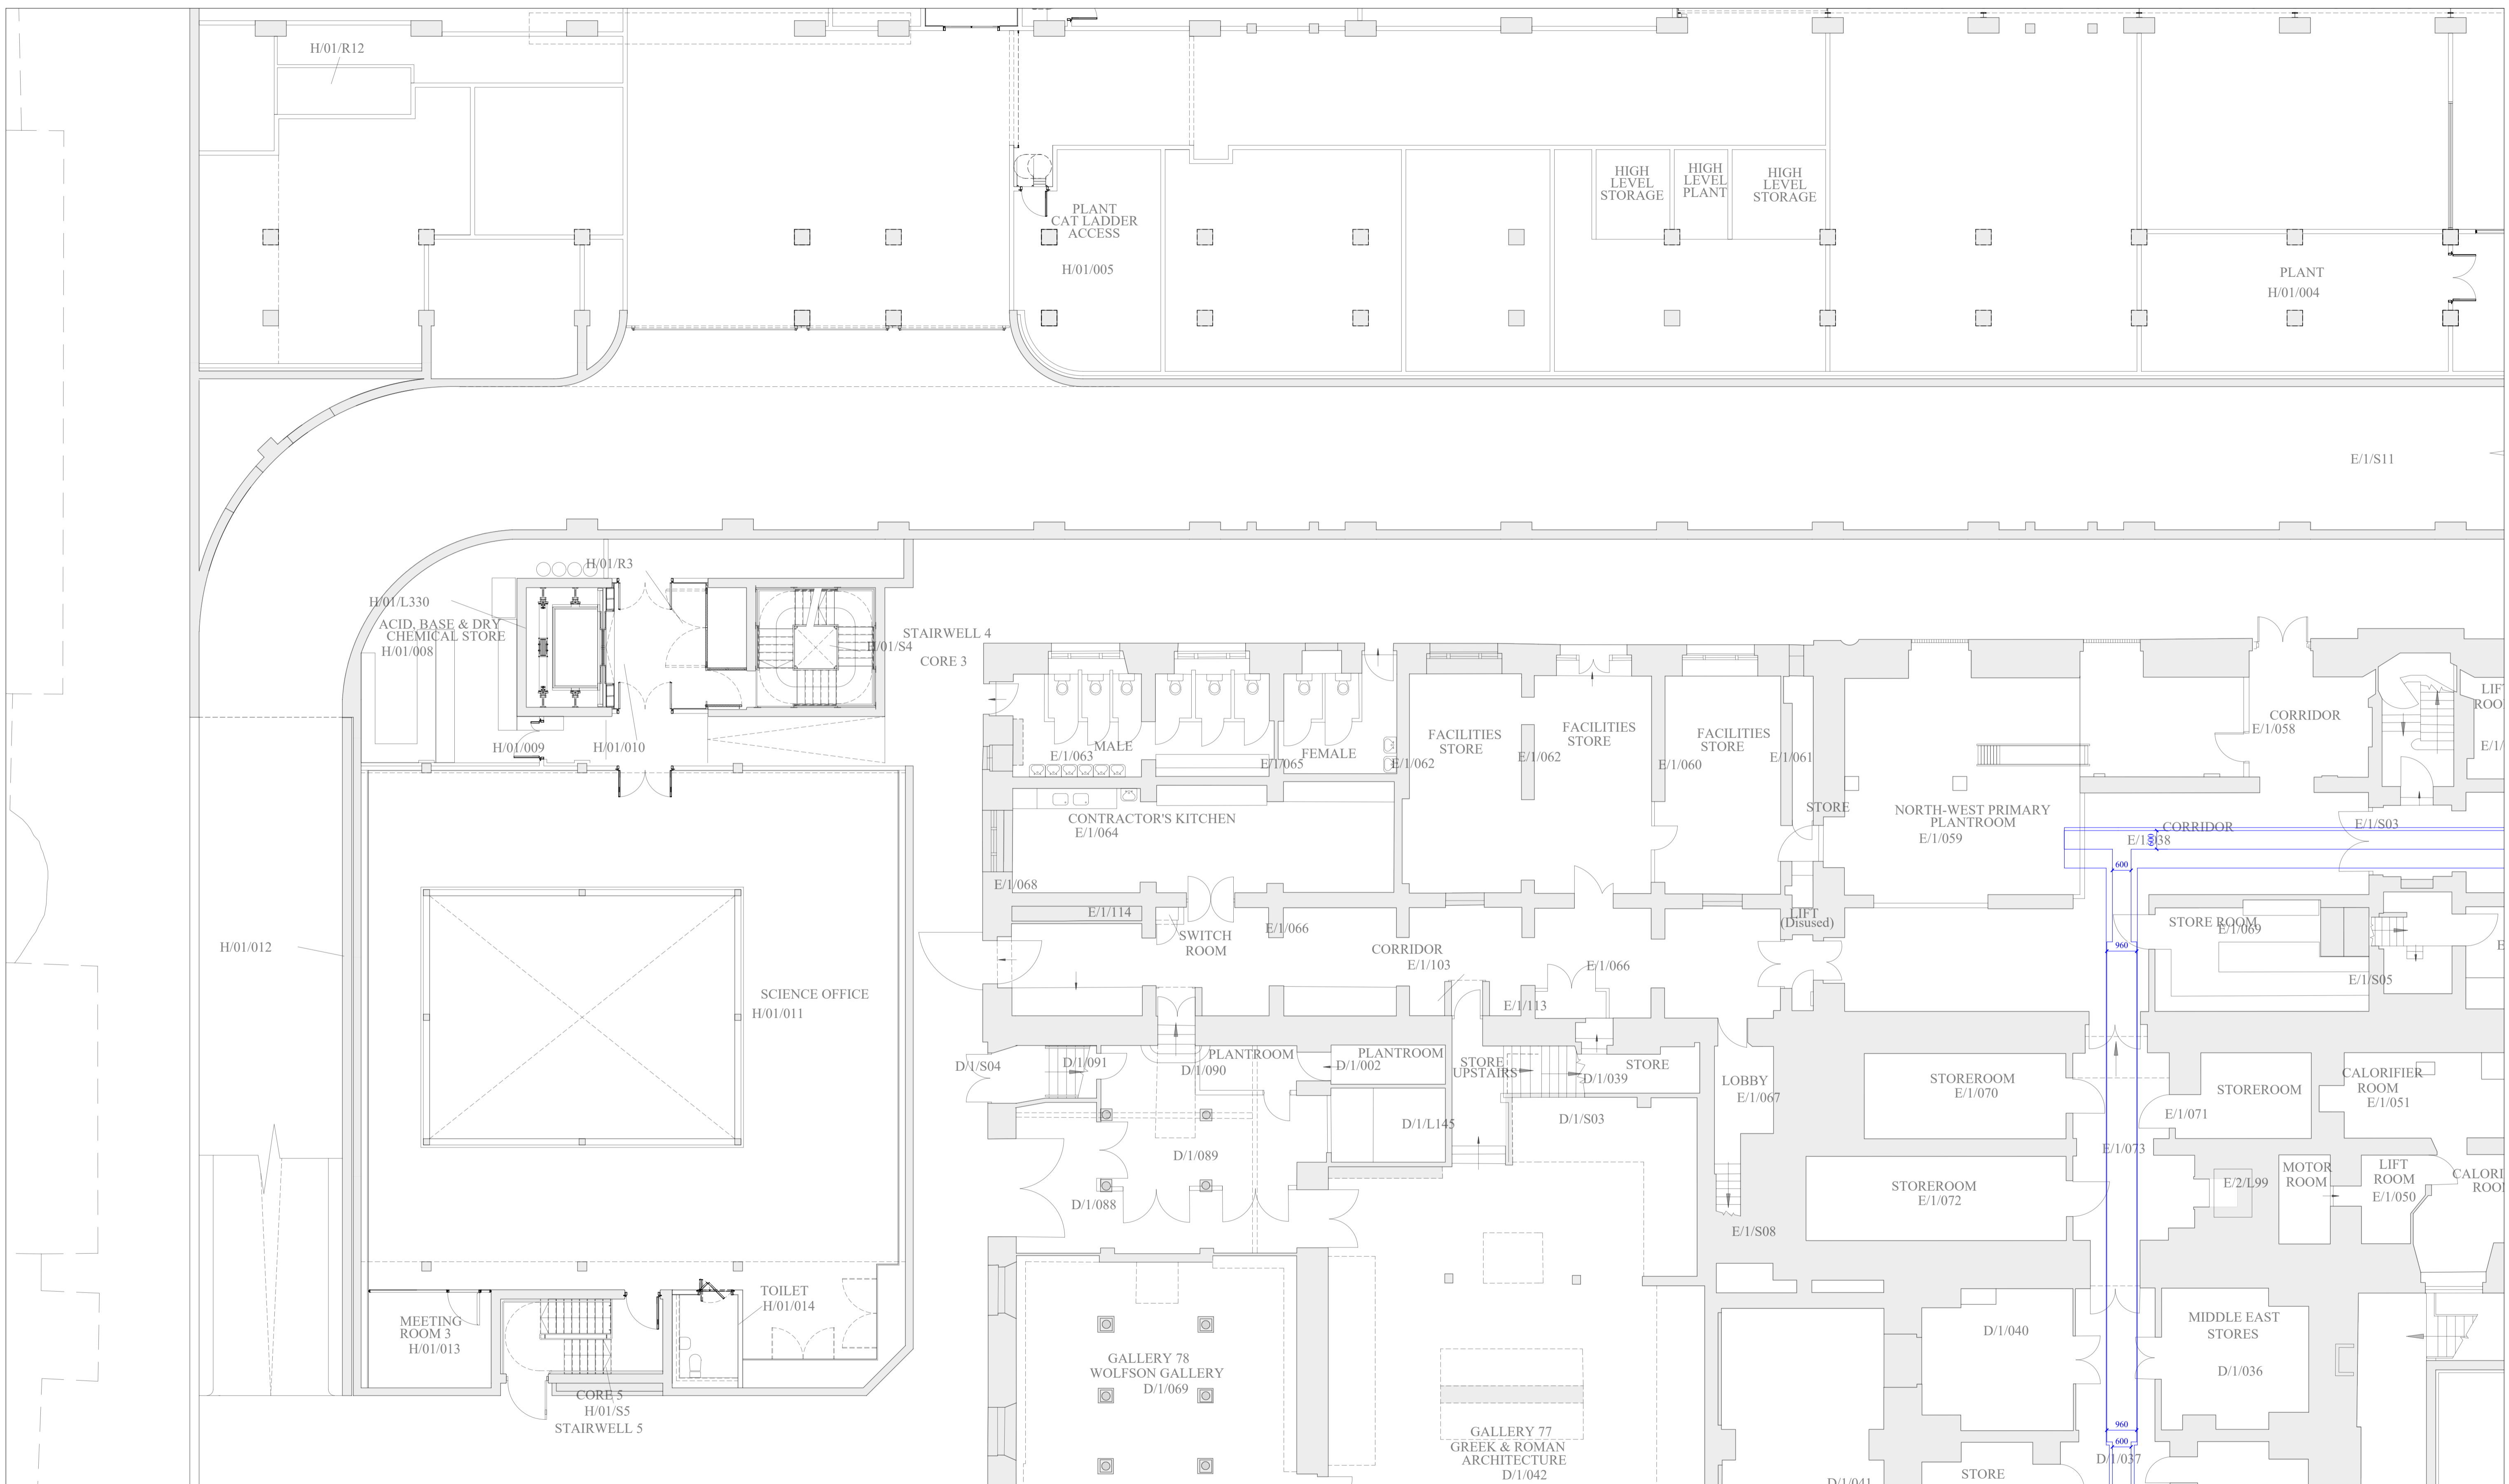 H/01/R12
HIGH
LEVEL
STORAGE
HIGH
LEVEL
PLANT
HIGH
LEVEL
STORAGE
PLANT
CAT LADDER
ACCESS
H/01/005
PLANT
H/01/004
E/1/S11
H/01/R3
H/01/L330
ACID, BASE & DRY
CHEMICAL STORE
H/01/008
STAIRWELL 4
H/01/S4
CORE 3
H/01/009
H/01/010
MALE
E/1/063
E/1/065
FEMALE
E/1/062
FACILITIES
STORE
E/1/062
FACILITIES
STORE
E/1/060
FACILITIES
STORE
E/1/061
STORE
CORRIDOR
E/1/058
CONTRACTOR'S KITCHEN
E/1/064
NORTH-WEST PRIMARY
PLANTROOM
E/1/059
CORRIDOR
E/1/038
600
600
E/1/S03
E/1/068
E/1/114
SWITCH
ROOM
E/1/066
CORRIDOR
E/1/103
E/1/066
LIFT
(Disused)
STORE ROOM
E/1/069
960
E/1/S05
H/01/012
SCIENCE OFFICE
H/01/011
E/1/113
D/1/S04
D/1/091
PLANTROOM
D/1/090
PLANTROOM
D/1/002
STORE
UPSTAIRS
STORE
D/1/039
LOBBY
E/1/067
STOREROOM
E/1/070
STOREROOM
E/1/071
CALORIFIER
ROOM
E/1/051
D/1/L145
D/1/S03
D/1/089
E/1/073
D/1/088
STOREROOM
E/1/072
E/2/L99
MOTOR
ROOM
LIFT
ROOM
E/1/050
E/1/S08
MEETING
ROOM 3
H/01/013
TOILET
H/01/014
CORE 5
H/01/S5
STAIRWELL 5
GALLERY 78
WOLFSON GALLERY
D/1/069
D/1/040
MIDDLE EAST
STORES
D/1/036
GALLERY 77
GREEK & ROMAN
ARCHITECTURE
D/1/042
960
600
D/1/037
STORE
D/1/041